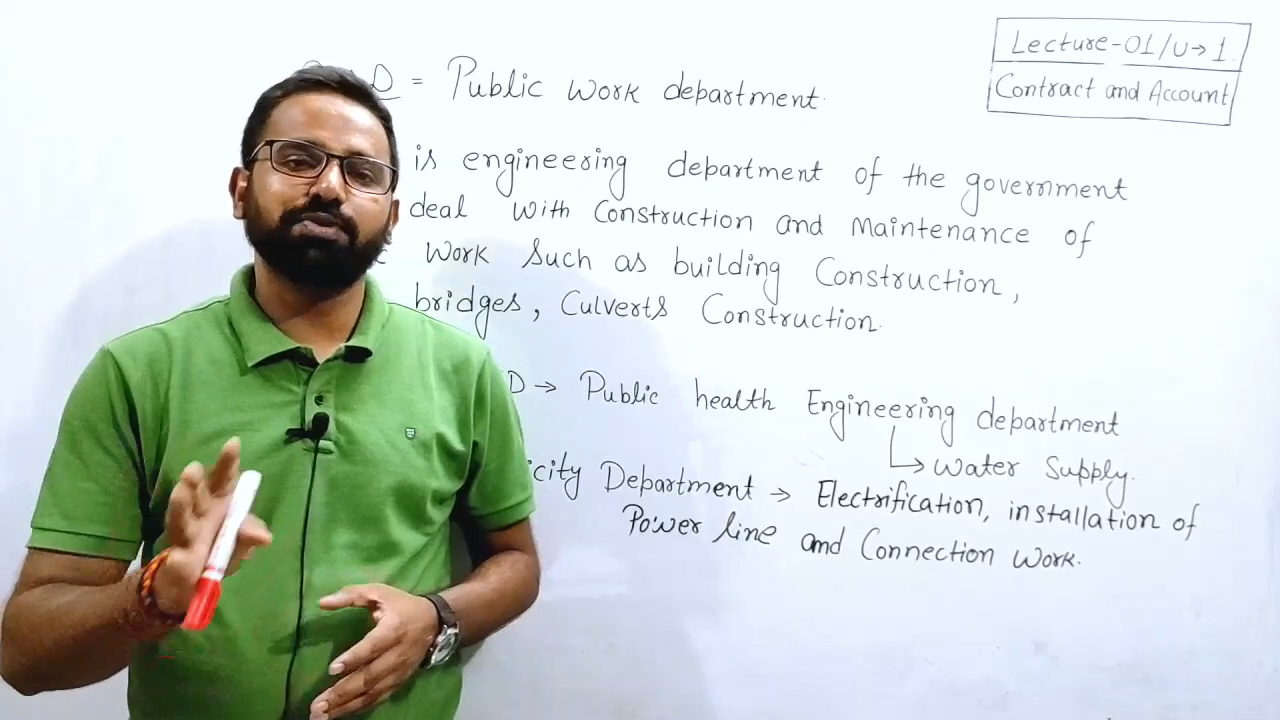 Lecture-01/U→1.
Contract and Account
D = Public Work department.
is engineering department of the government
deal with Construction and Maintenance of
Work Such as building Construction,
bridges, Culverts Construction.
D → Public health Engineering department
↳ Water Supply.
icity Department → Electrification, installation of
Power line and Connection Work.